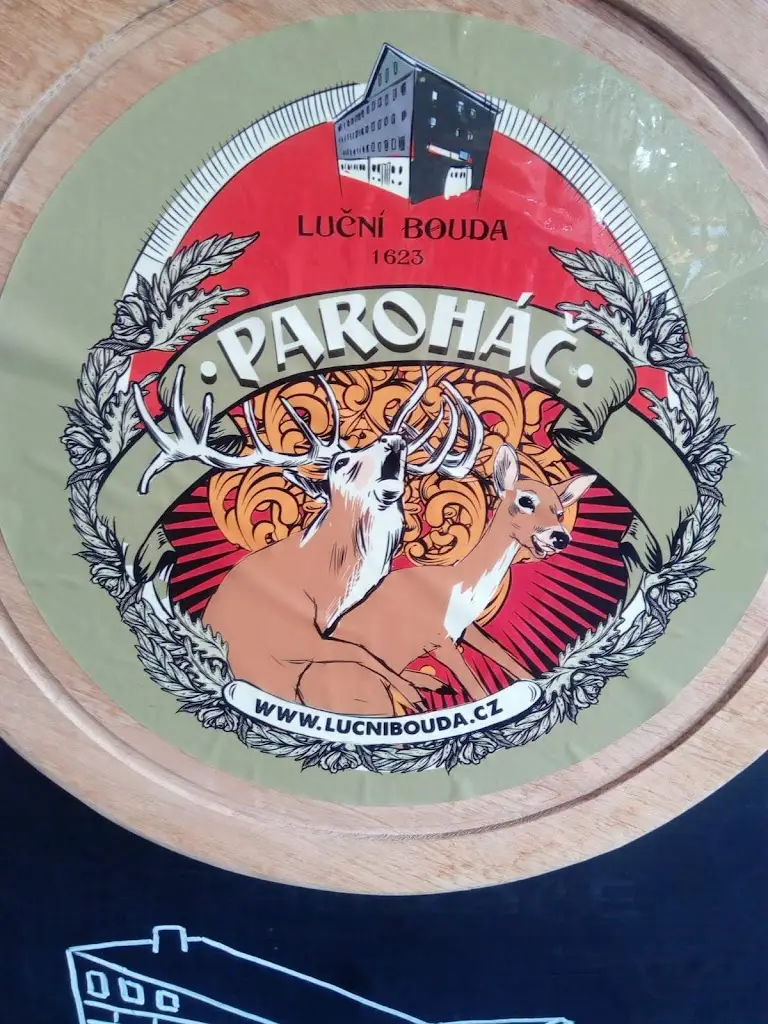 LUČNÍ BOUDA
1623
·PAROHÁČ·
WWW.LUCNIBOUDA.CZ